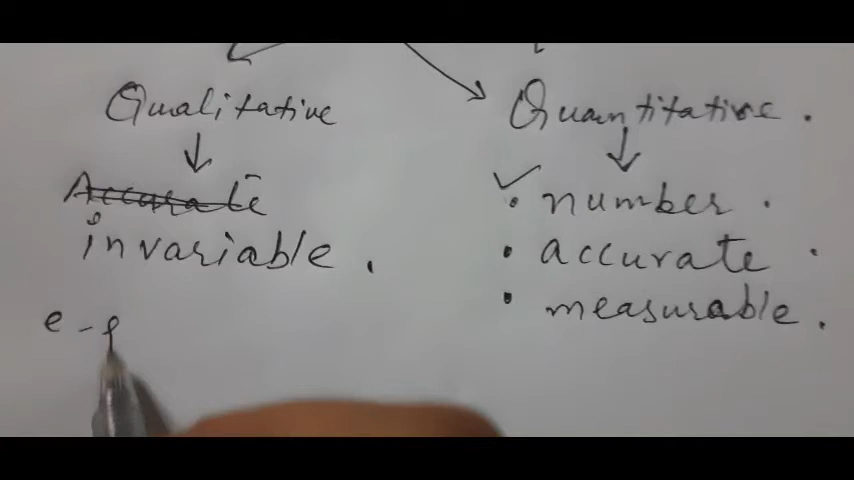 Qualitative
Quantitative.
Accurate
invariable.
• number.
• accurate.
• measurable.
e-g